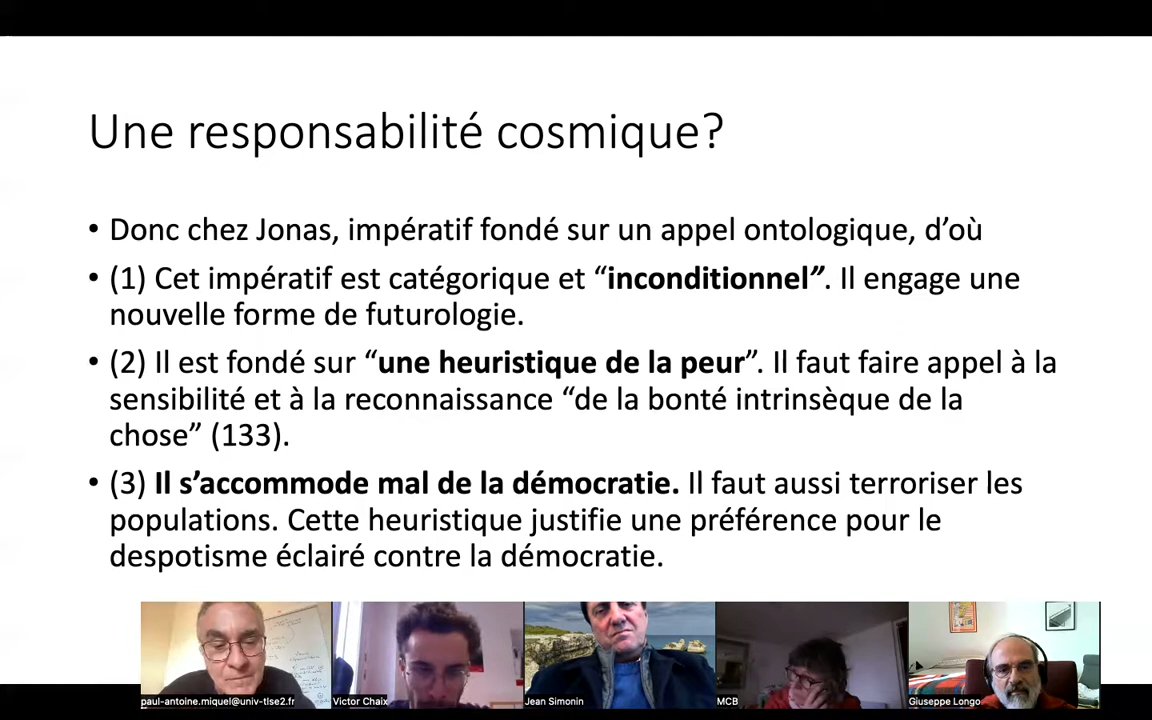 Une responsabilité cosmique?
• Donc chez Jonas, impératif fondé sur un appel ontologique, d’où
• (1) Cet impératif est catégorique et “inconditionnel”. Il engage une
nouvelle forme de futurologie.
• (2) Il est fondé sur “une heuristique de la peur”. Il faut faire appel à la
sensibilité et à la reconnaissance “de la bonté intrinsèque de la
chose” (133).
• (3) Il s’accommode mal de la démocratie. Il faut aussi terroriser les
populations. Cette heuristique justifie une préférence pour le
despotisme éclairé contre la démocratie.
paul-antoine.miquel@univ-tlse2.fr
Victor Chaix
Jean Simonin
MCB
Giuseppe Longo